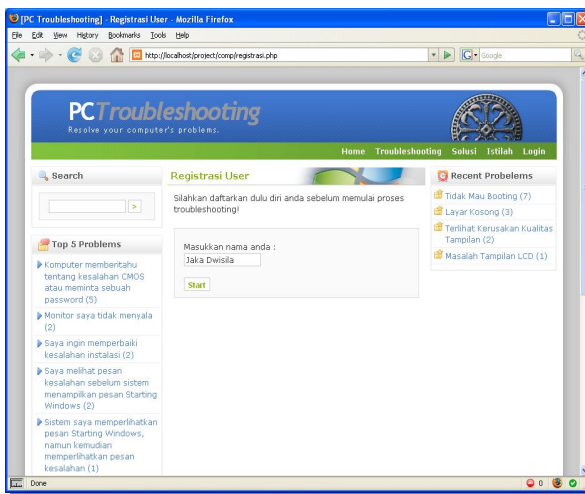 [PC Troubleshooting] - Registrasi User - Mozilla Firefox
File Edit View History Bookmarks Tools Help
http://localhost/project/comp/registrasi.php
Google
PCTroubleshooting
Resolve your computer's problems.
Home Troubleshooting Solusi Istilah Login
Search
>
Top 5 Problems
Komputer memberitahu
tentang kesalahan CMOS
atau meminta sebuah
password (5)
Monitor saya tidak menyala
(2)
Saya ingin memperbaiki
kesalahan instalasi (2)
Saya melihat pesan
kesalahan sebelum sistem
menampilkan pesan Starting
Windows (2)
Sistem saya memperlihatkan
pesan Starting Windows,
namun kemudian
memperlihatkan pesan
kesalahan (1)
Registrasi User
Silahkan daftarkan dulu diri anda sebelum memulai proses
troubleshooting!
Masukkan nama anda :
Jaka Dwisila
Start
Recent Probelems
Tidak Mau Booting (7)
Layar Kosong (3)
Terlihat Kerusakan Kualitas
Tampilan (2)
Masalah Tampilan LCD (1)
Done
0